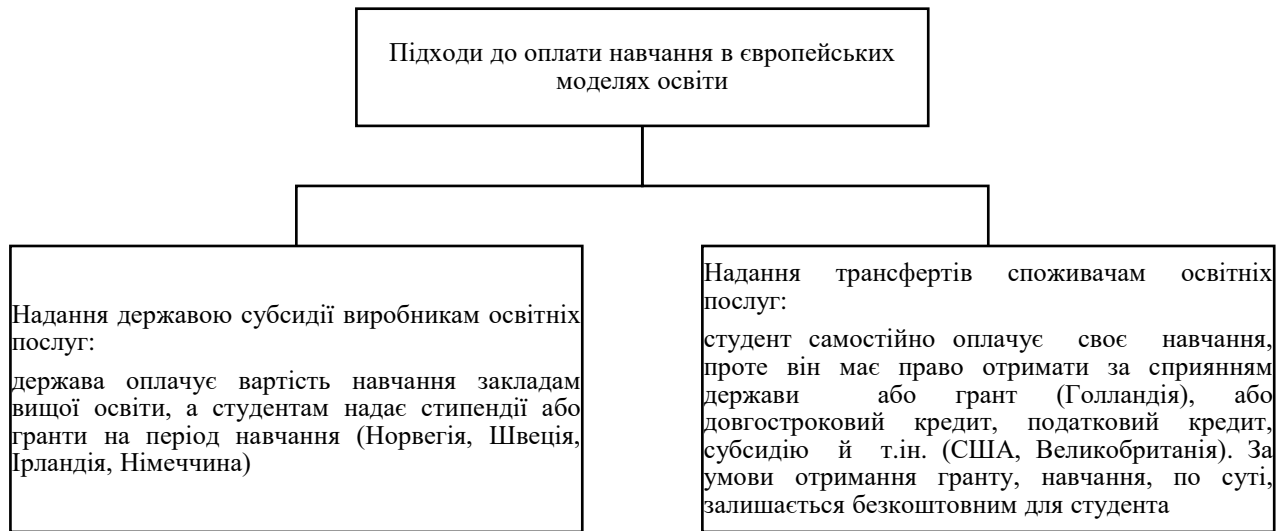 Підходи до оплати навчання в європейських
моделях освіти
Надання державою субсидії виробникам освітніх
послуг:
держава оплачує вартість навчання закладам
вищої освіти, а студентам надає стипендії або
гранти на період навчання (Норвегія, Швеція,
Ірландія, Німеччина)
Надання трансфертів споживачам освітніх
послуг:
студент самостійно оплачує своє навчання,
проте він має право отримати за сприянням
держави або грант (Голландія), або
довгостроковий кредит, податковий кредит,
субсидію й т.ін. (США, Великобританія). За
умови отримання гранту, навчання, по суті,
залишається безкоштовним для студента